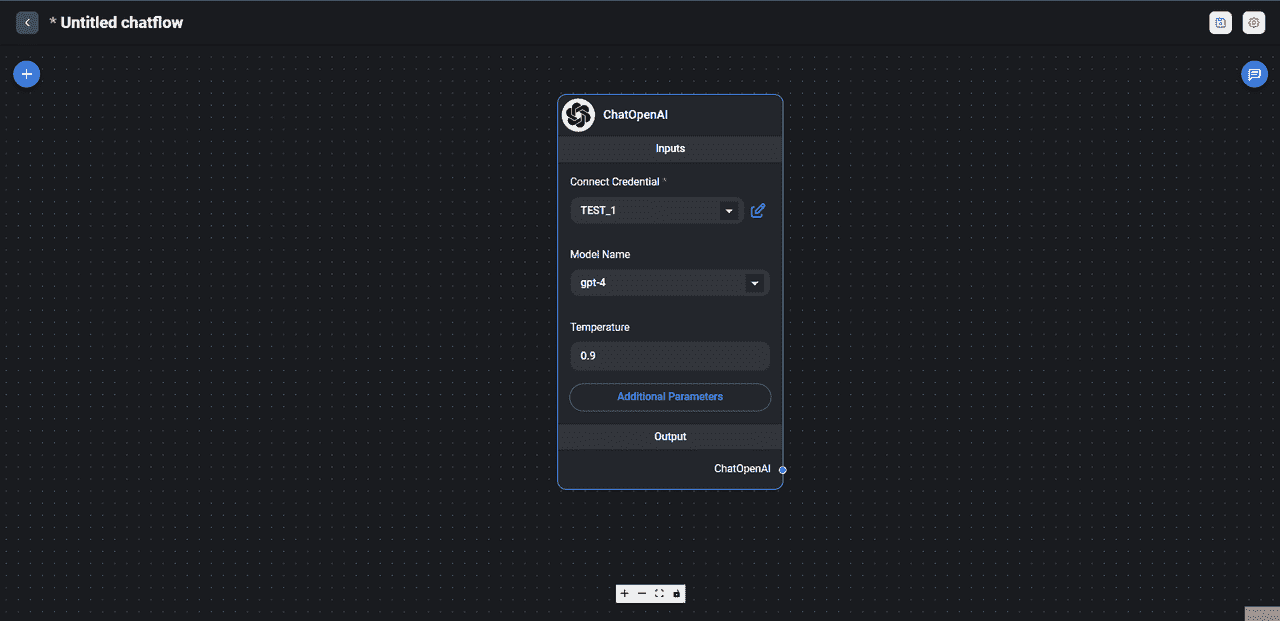 * Untitled chatflow
ChatOpenAI
Inputs
Connect Credential *
TEST_1
Model Name
gpt-4
Temperature
0.9
Additional Parameters
Output
ChatOpenAI